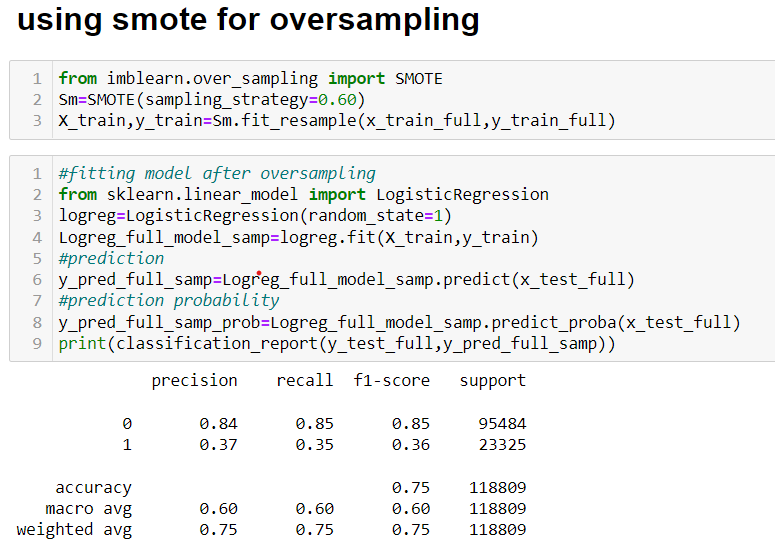 using smote for oversampling
1 from imblearn.over_sampling import SMOTE
2 Sm=SMOTE(sampling_strategy=0.60)
3 X_train,y_train=Sm.fit_resample(x_train_full,y_train_full)
1 #fitting model after oversampling
2 from sklearn.linear_model import LogisticRegression
3 logreg=LogisticRegression(random_state=1)
4 Logreg_full_model_samp=logreg.fit(X_train,y_train)
5 #prediction
6 y_pred_full_samp=Logreg_full_model_samp.predict(x_test_full)
7 #prediction probability
8 y_pred_full_samp_prob=Logreg_full_model_samp.predict_proba(x_test_full)
9 print(classification_report(y_test_full,y_pred_full_samp))
precision recall f1-score support
0 0.84 0.85 0.85 95484
1 0.37 0.35 0.36 23325
accuracy 0.75 118809
macro avg 0.60 0.60 0.60 118809
weighted avg 0.75 0.75 0.75 118809